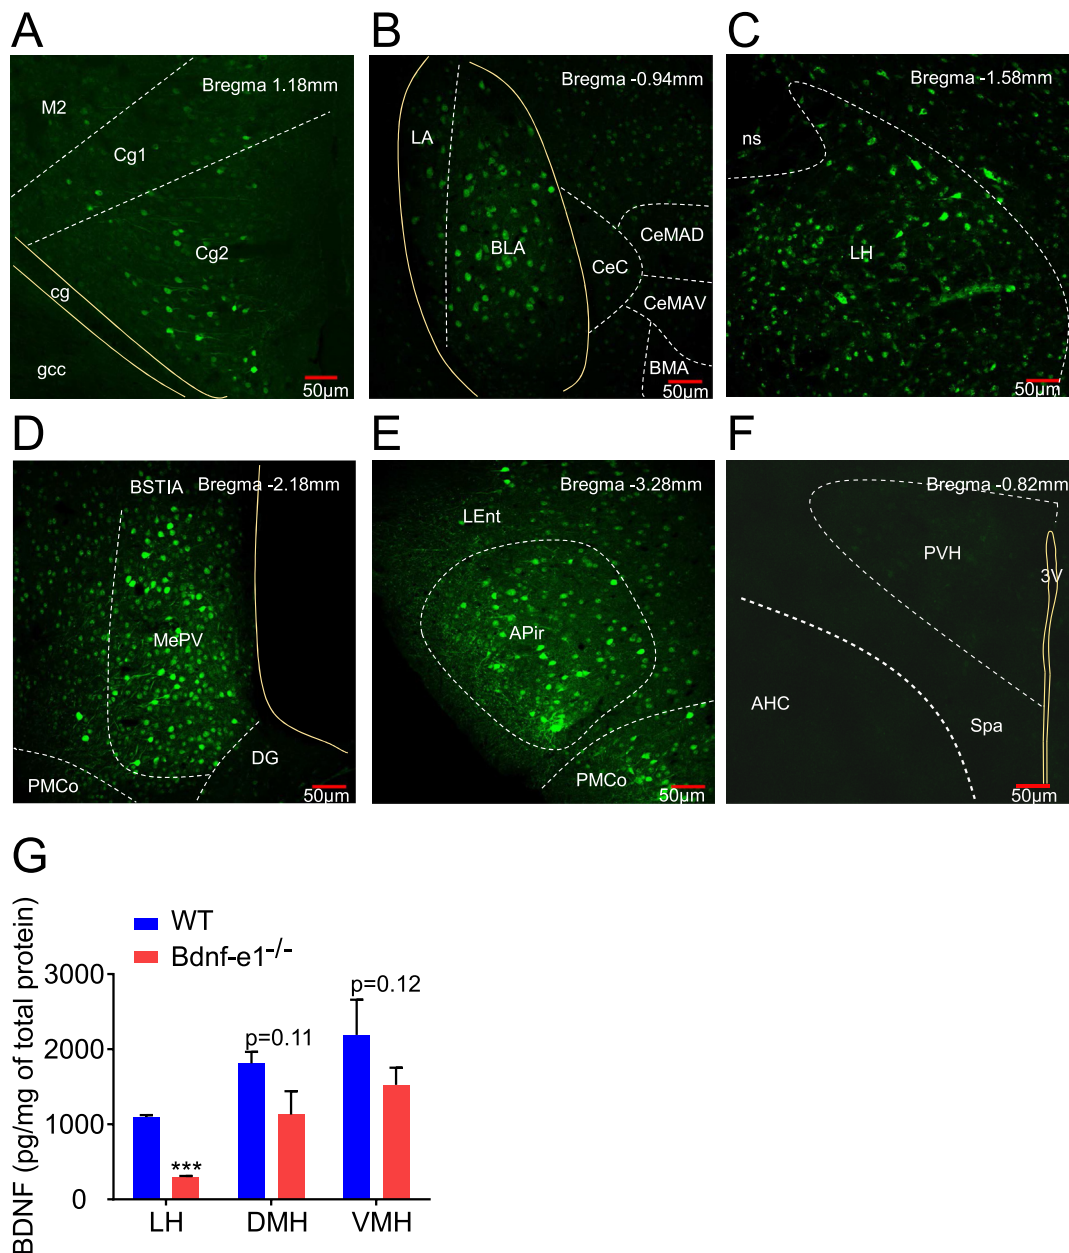 A
Bregma 1.18mm
M2
Cg1
Cg2
cg
gcc
50µm
B
Bregma -0.94mm
LA
BLA
CeMAD
CeC
CeMAV
BMA
50µm
C
Bregma -1.58mm
ns
LH
50µm
D
BSTIA
Bregma -2.18mm
MePV
DG
PMCo
50µm
E
Bregma -3.28mm
LEnt
APir
PMCo
50µm
F
Bregma -0.82mm
PVH
3V
AHC
Spa
50µm
G
WT
Bdnf-e1-/-
BDNF (pg/mg of total protein)
3000
2000
1000
0
p=0.12
p=0.11
***
LH
DMH
VMH